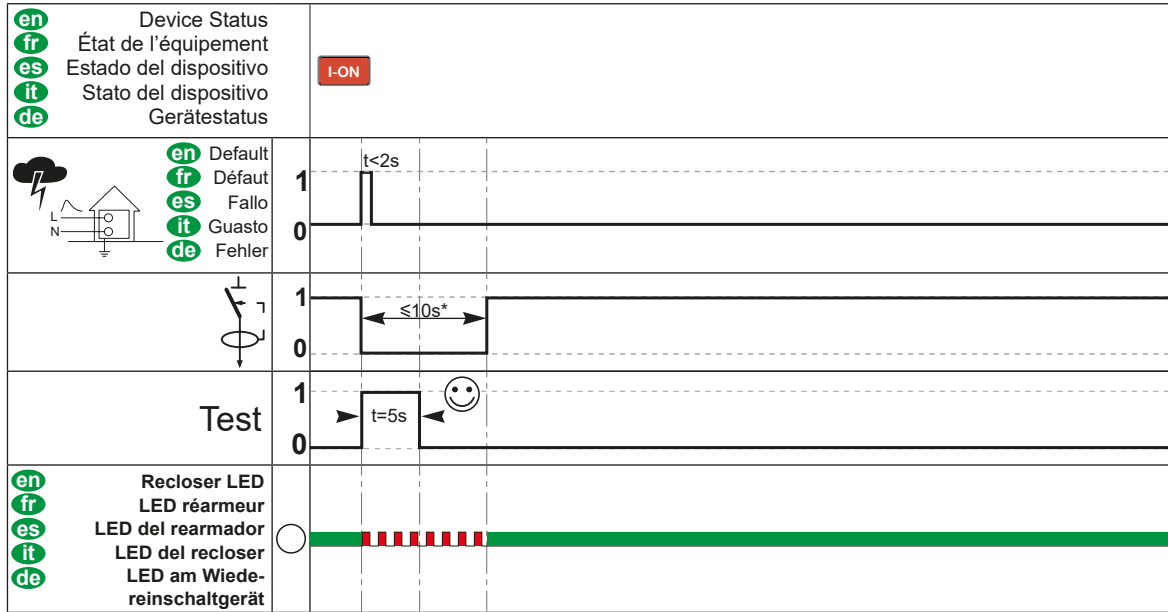 en Device Status
fr État de l'équipement
es Estado del dispositivo
it Stato del dispositivo
de Gerätestatus
I-ON
en Default
fr Défaut
es Fallo
it Guasto
de Fehler
L
N
t<2s
1
0
1
≤10s*
0
Test
1
t=5s
0
en Recloser LED
fr LED réarmeur
es LED del rearmador
it LED del recloser
de LED am Wiede-
reinschaltgerät